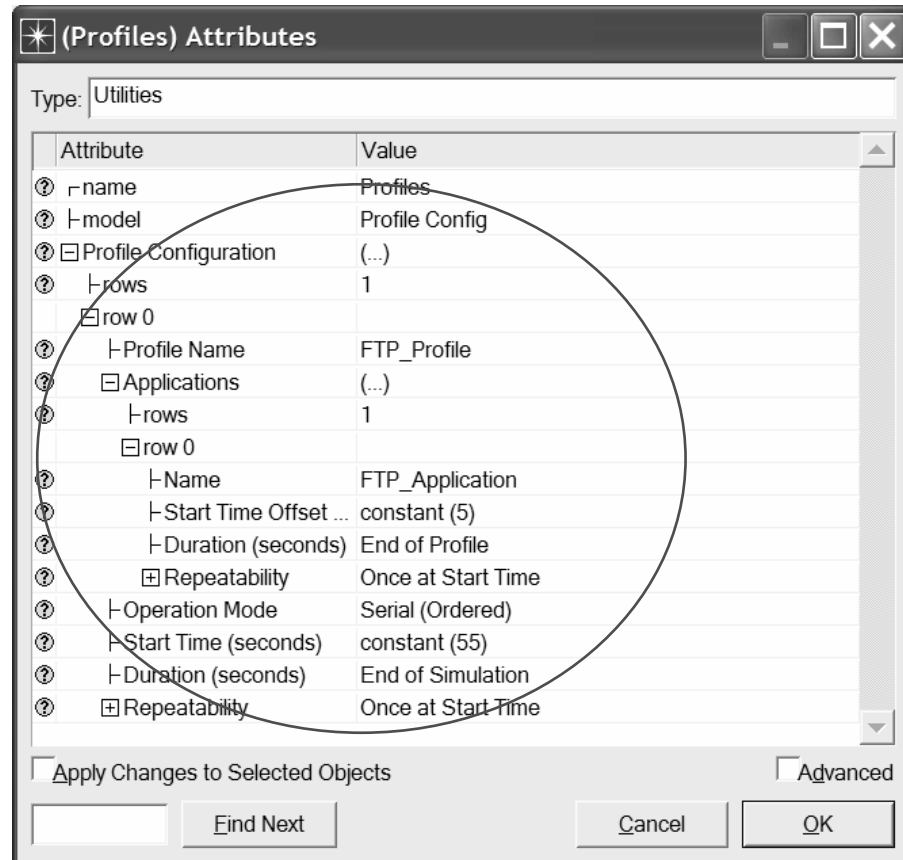 (Profiles) Attributes
Type: Utilities
Attribute Value
name Profiles
model Profile Config
Profile Configuration (...)
rows 1
row 0
Profile Name FTP_Profile
Applications (...)
rows 1
row 0
Name FTP_Application
Start Time Offset ... constant (5)
Duration (seconds) End of Profile
Repeatability Once at Start Time
Operation Mode Serial (Ordered)
Start Time (seconds) constant (55)
Duration (seconds) End of Simulation
Repeatability Once at Start Time
Apply Changes to Selected Objects Advanced
Find Next Cancel OK